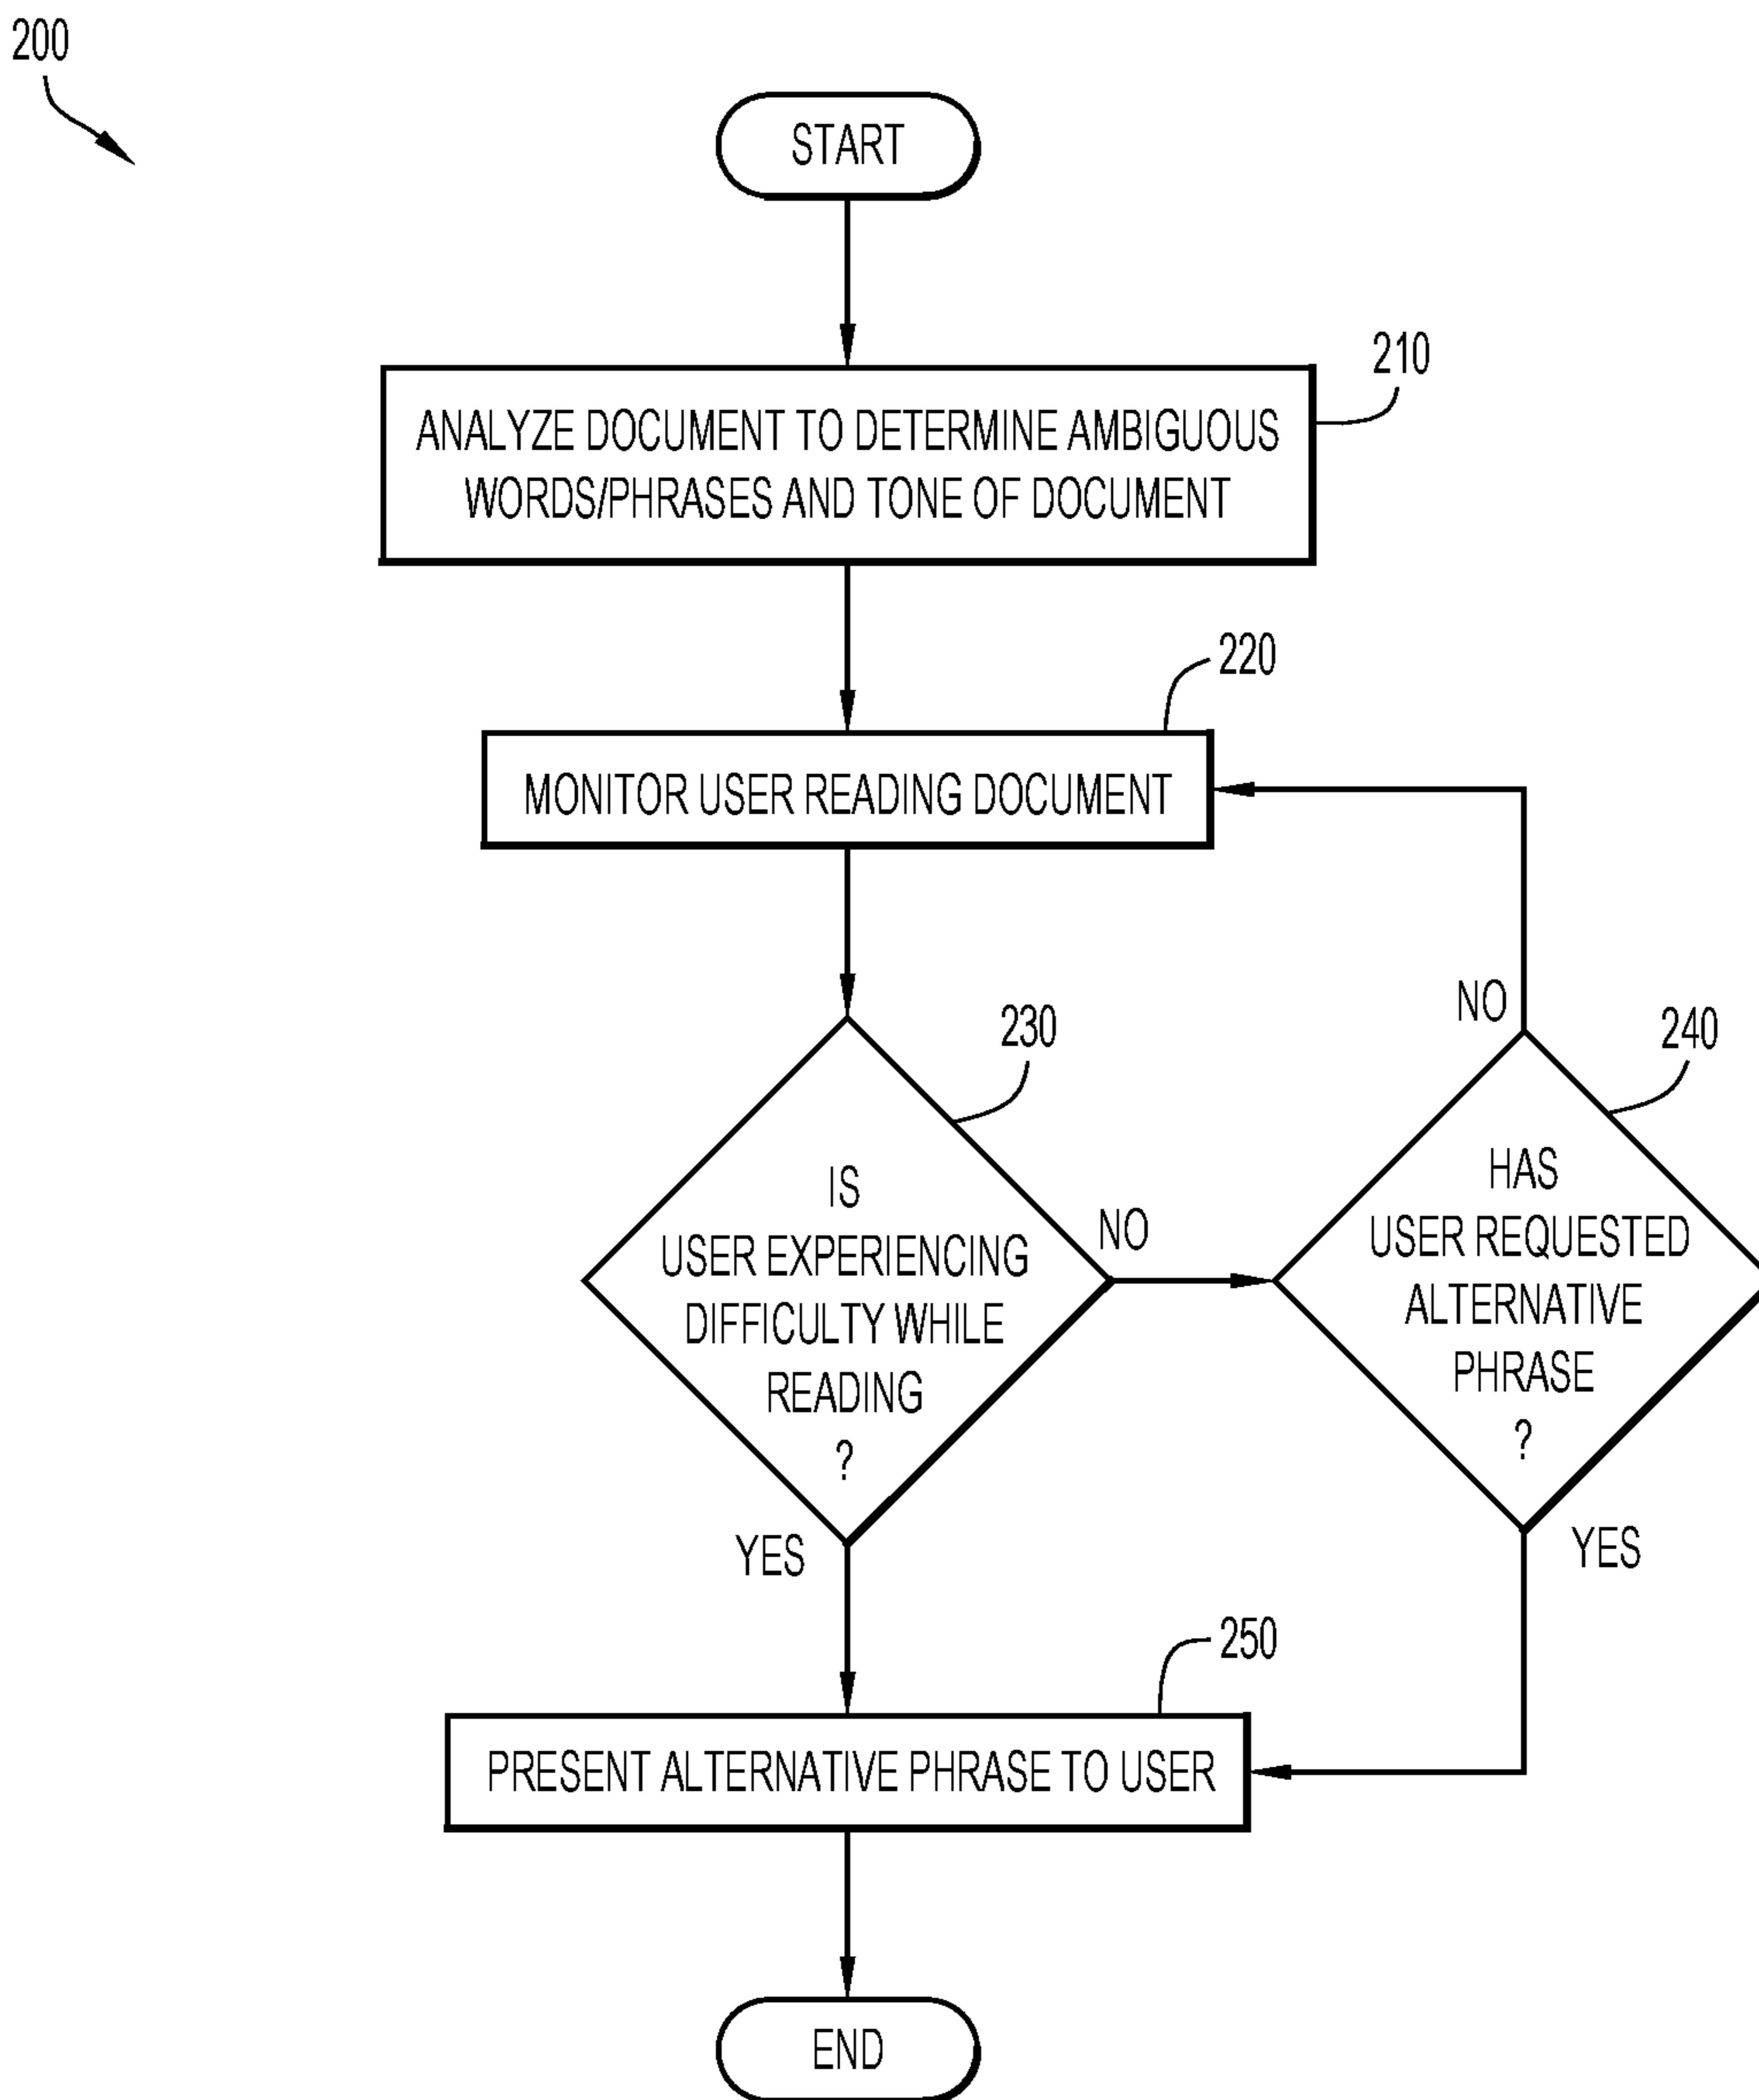 200
START
210
ANALYZE DOCUMENT TO DETERMINE AMBIGUOUS
WORDS/PHRASES AND TONE OF DOCUMENT
220
MONITOR USER READING DOCUMENT
230
IS
USER EXPERIENCING
DIFFICULTY WHILE
READING
?
NO
YES
240
HAS
USER REQUESTED
ALTERNATIVE
PHRASE
?
NO
YES
250
PRESENT ALTERNATIVE PHRASE TO USER
END